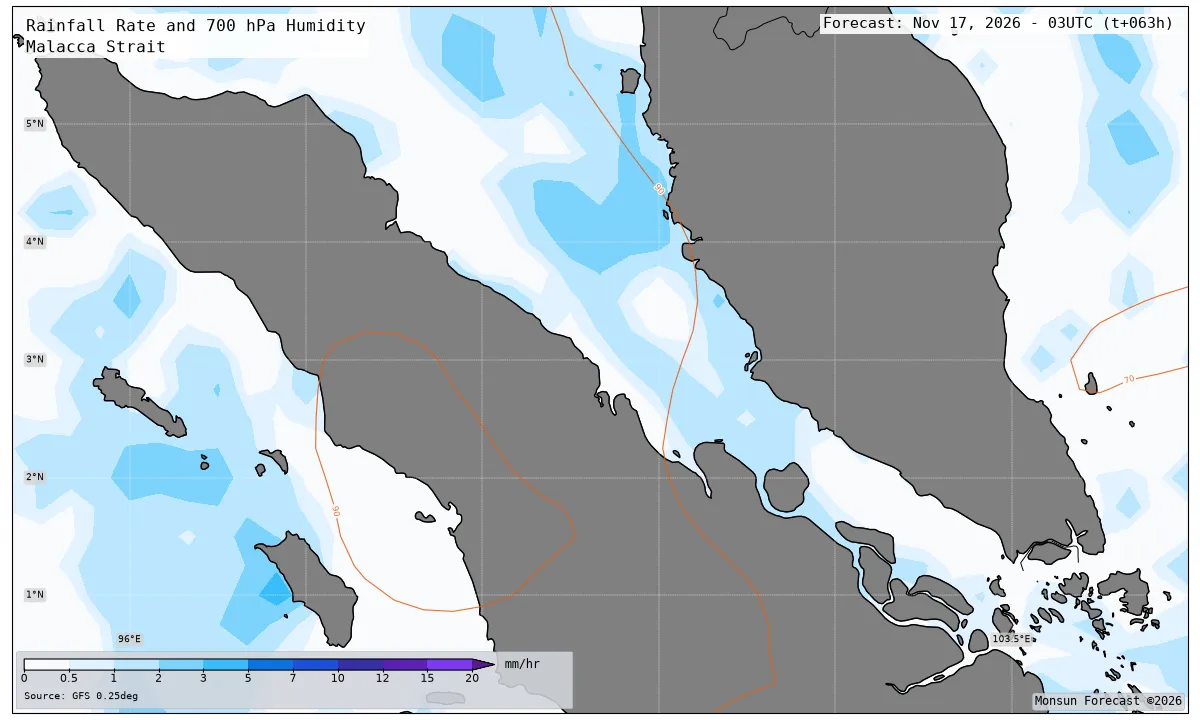 Rainfall Rate and 700 hPa Humidity
Malacca Strait
Forecast: Nov 17, 2026 - 03UTC (t+063h)
5°N
90
4°N
3°N
70
2°N
90
1°N
96°E
103.5°E
0 0.5 1 2 3 5 7 10 12 15 20 mm/hr
Source: GFS 0.25deg
Monsun Forecast ©2026